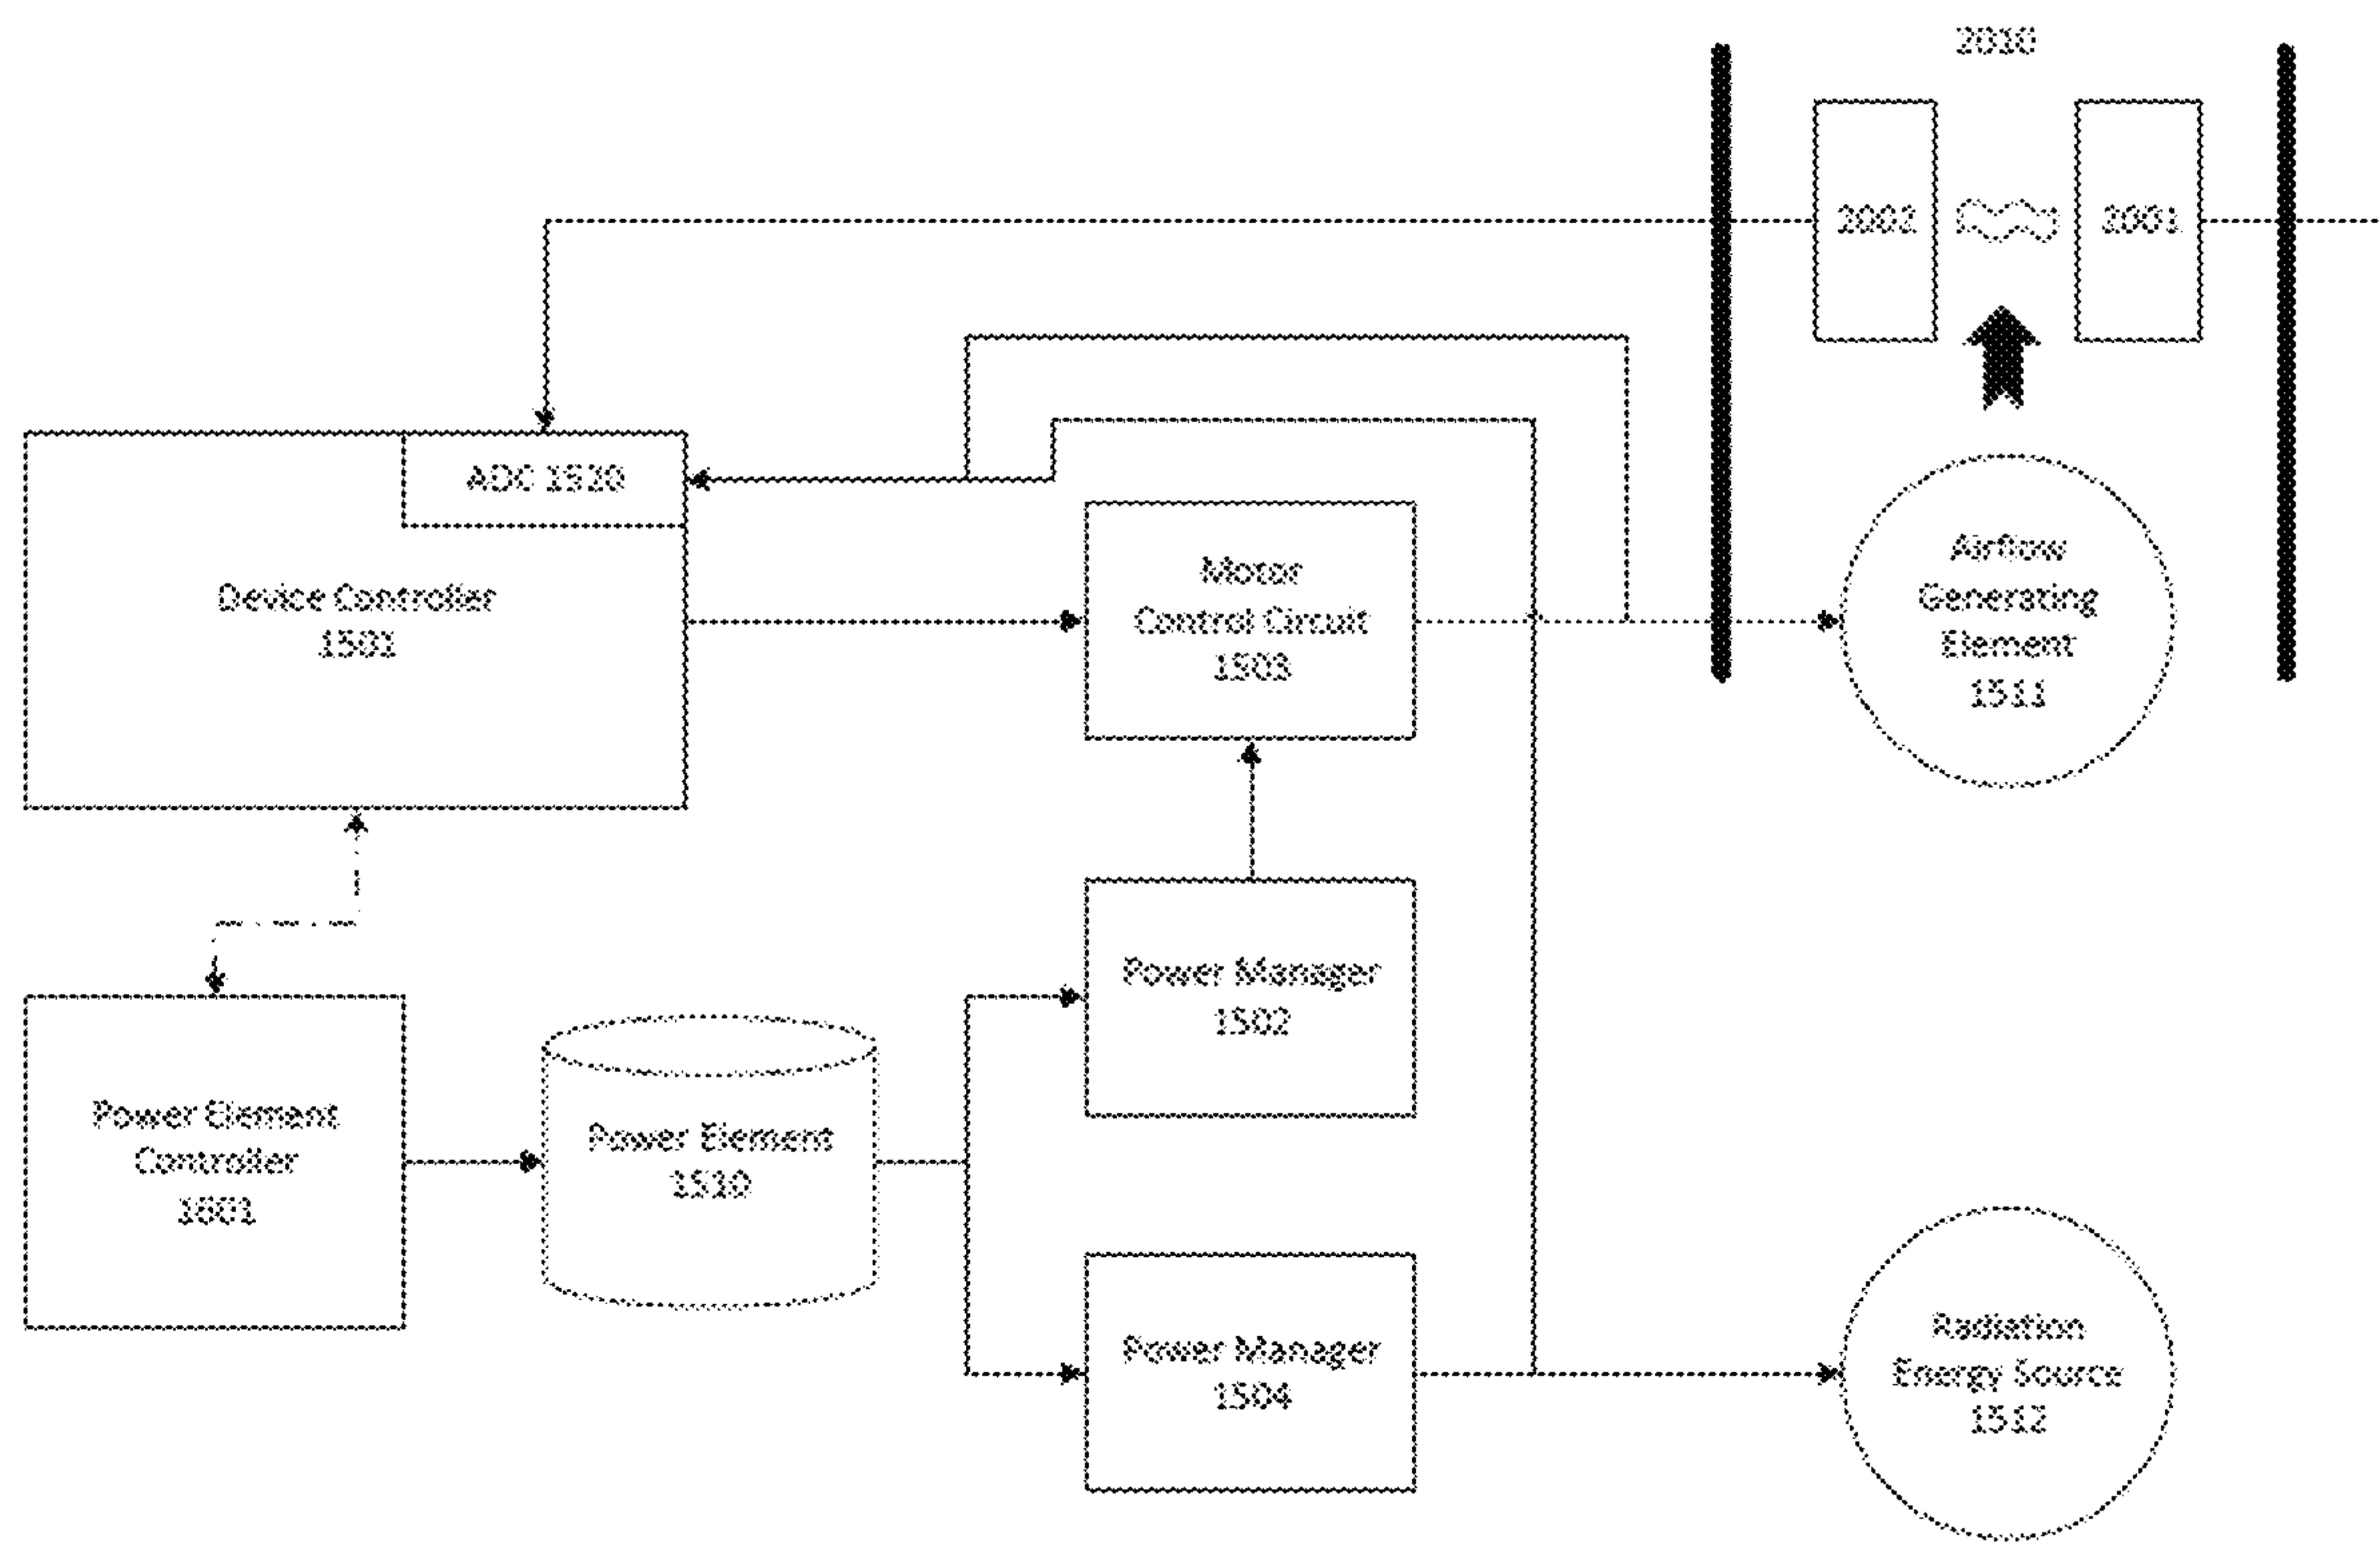 2010
2002
2001
ADC 1520
Device Controller
1501
Motor
Control Circuit
1503
Airflow
Generating
Element
1511
Power Manager
1502
Power Element
Controller
1601
Power Element
1510
Power Manager
1504
Radiation
Energy Source
1512